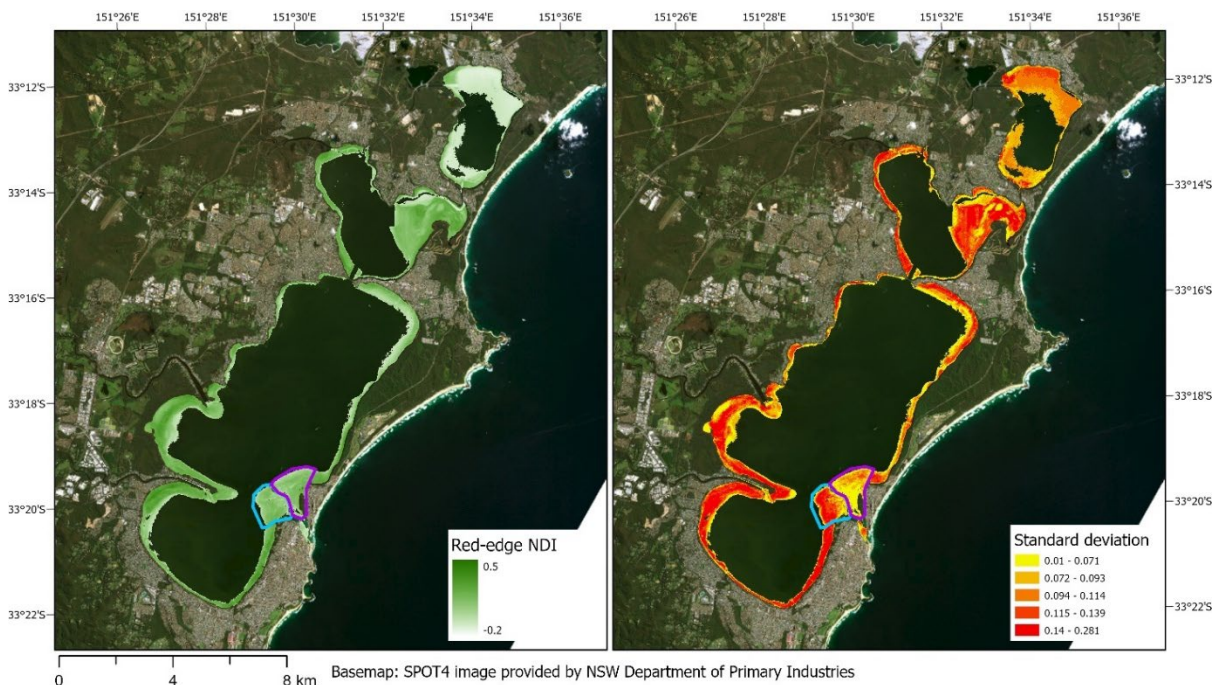 151°26'E 151°28'E 151°30'E 151°32'E 151°34'E 151°36'E 151°26'E 151°28'E 151°30'E 151°32'E 151°34'E 151°36'E
33°12'S 33°12'S
33°14'S 33°14'S
33°16'S 33°16'S
33°18'S 33°18'S
33°20'S 33°20'S
33°22'S 33°22'S
Red-edge NDI
0.5
-0.2
Standard deviation
0.01 - 0.071
0.072 - 0.093
0.094 - 0.114
0.115 - 0.139
0.14 - 0.281
0 4 8 km
Basemap: SPOT4 image provided by NSW Department of Primary Industries